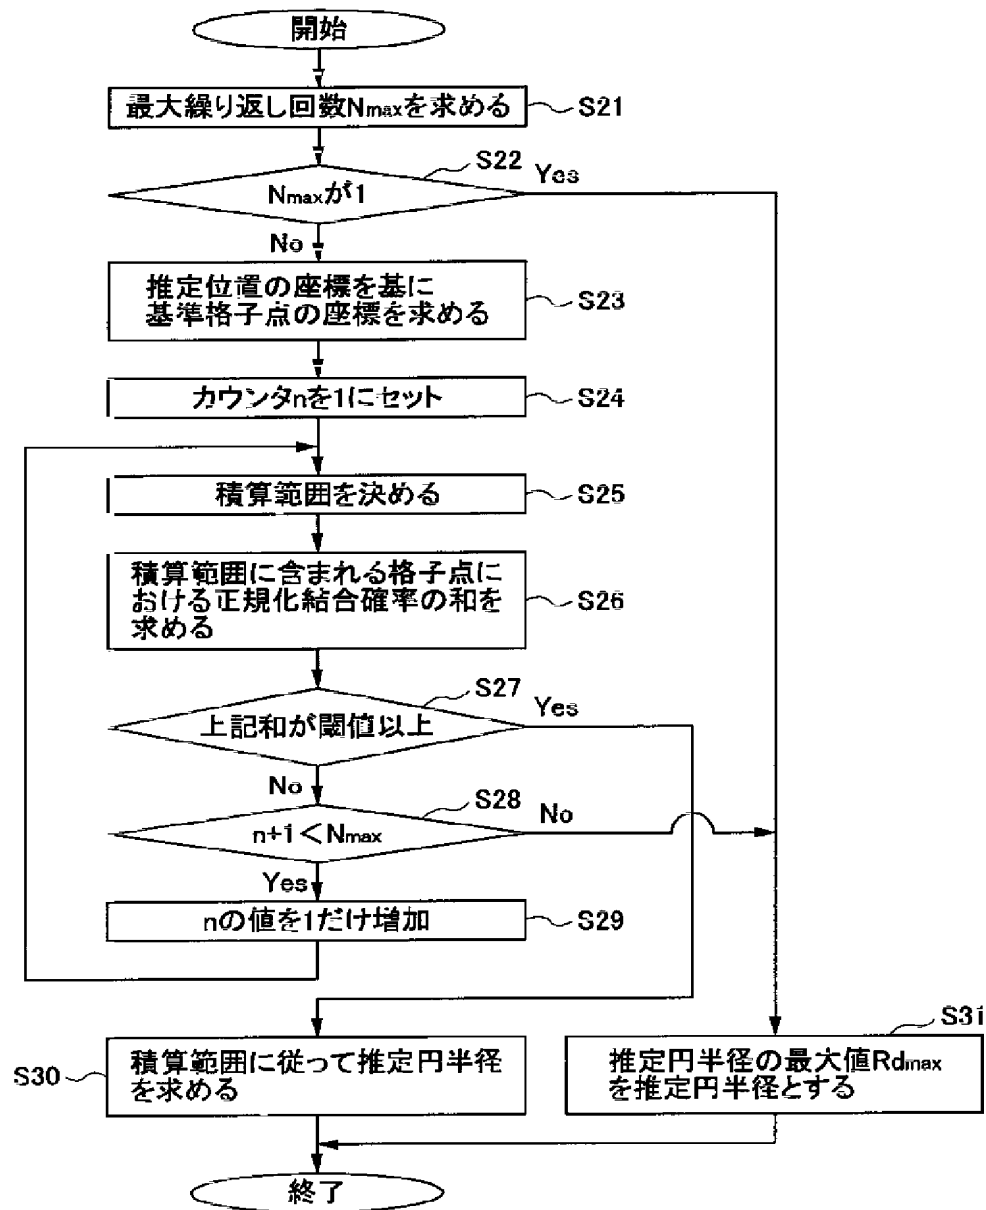 開始
最大繰り返し回数Nmaxを求める
S21
S22
Yes
Nmaxが1
No
推定位置の座標を基に
基準格子点の座標を求める
S23
カウンタnを1にセット
S24
積算範囲を決める
S25
積算範囲に含まれる格子点に
おける正規化結合確率の和を
求める
S26
S27
Yes
上記和が閾値以上
No
S28
No
n+1<Nmax
Yes
nの値を1だけ増加
S29
S30
積算範囲に従って推定円半径
を求める
S31
推定円半径の最大値Rdmax
を推定円半径とする
終了